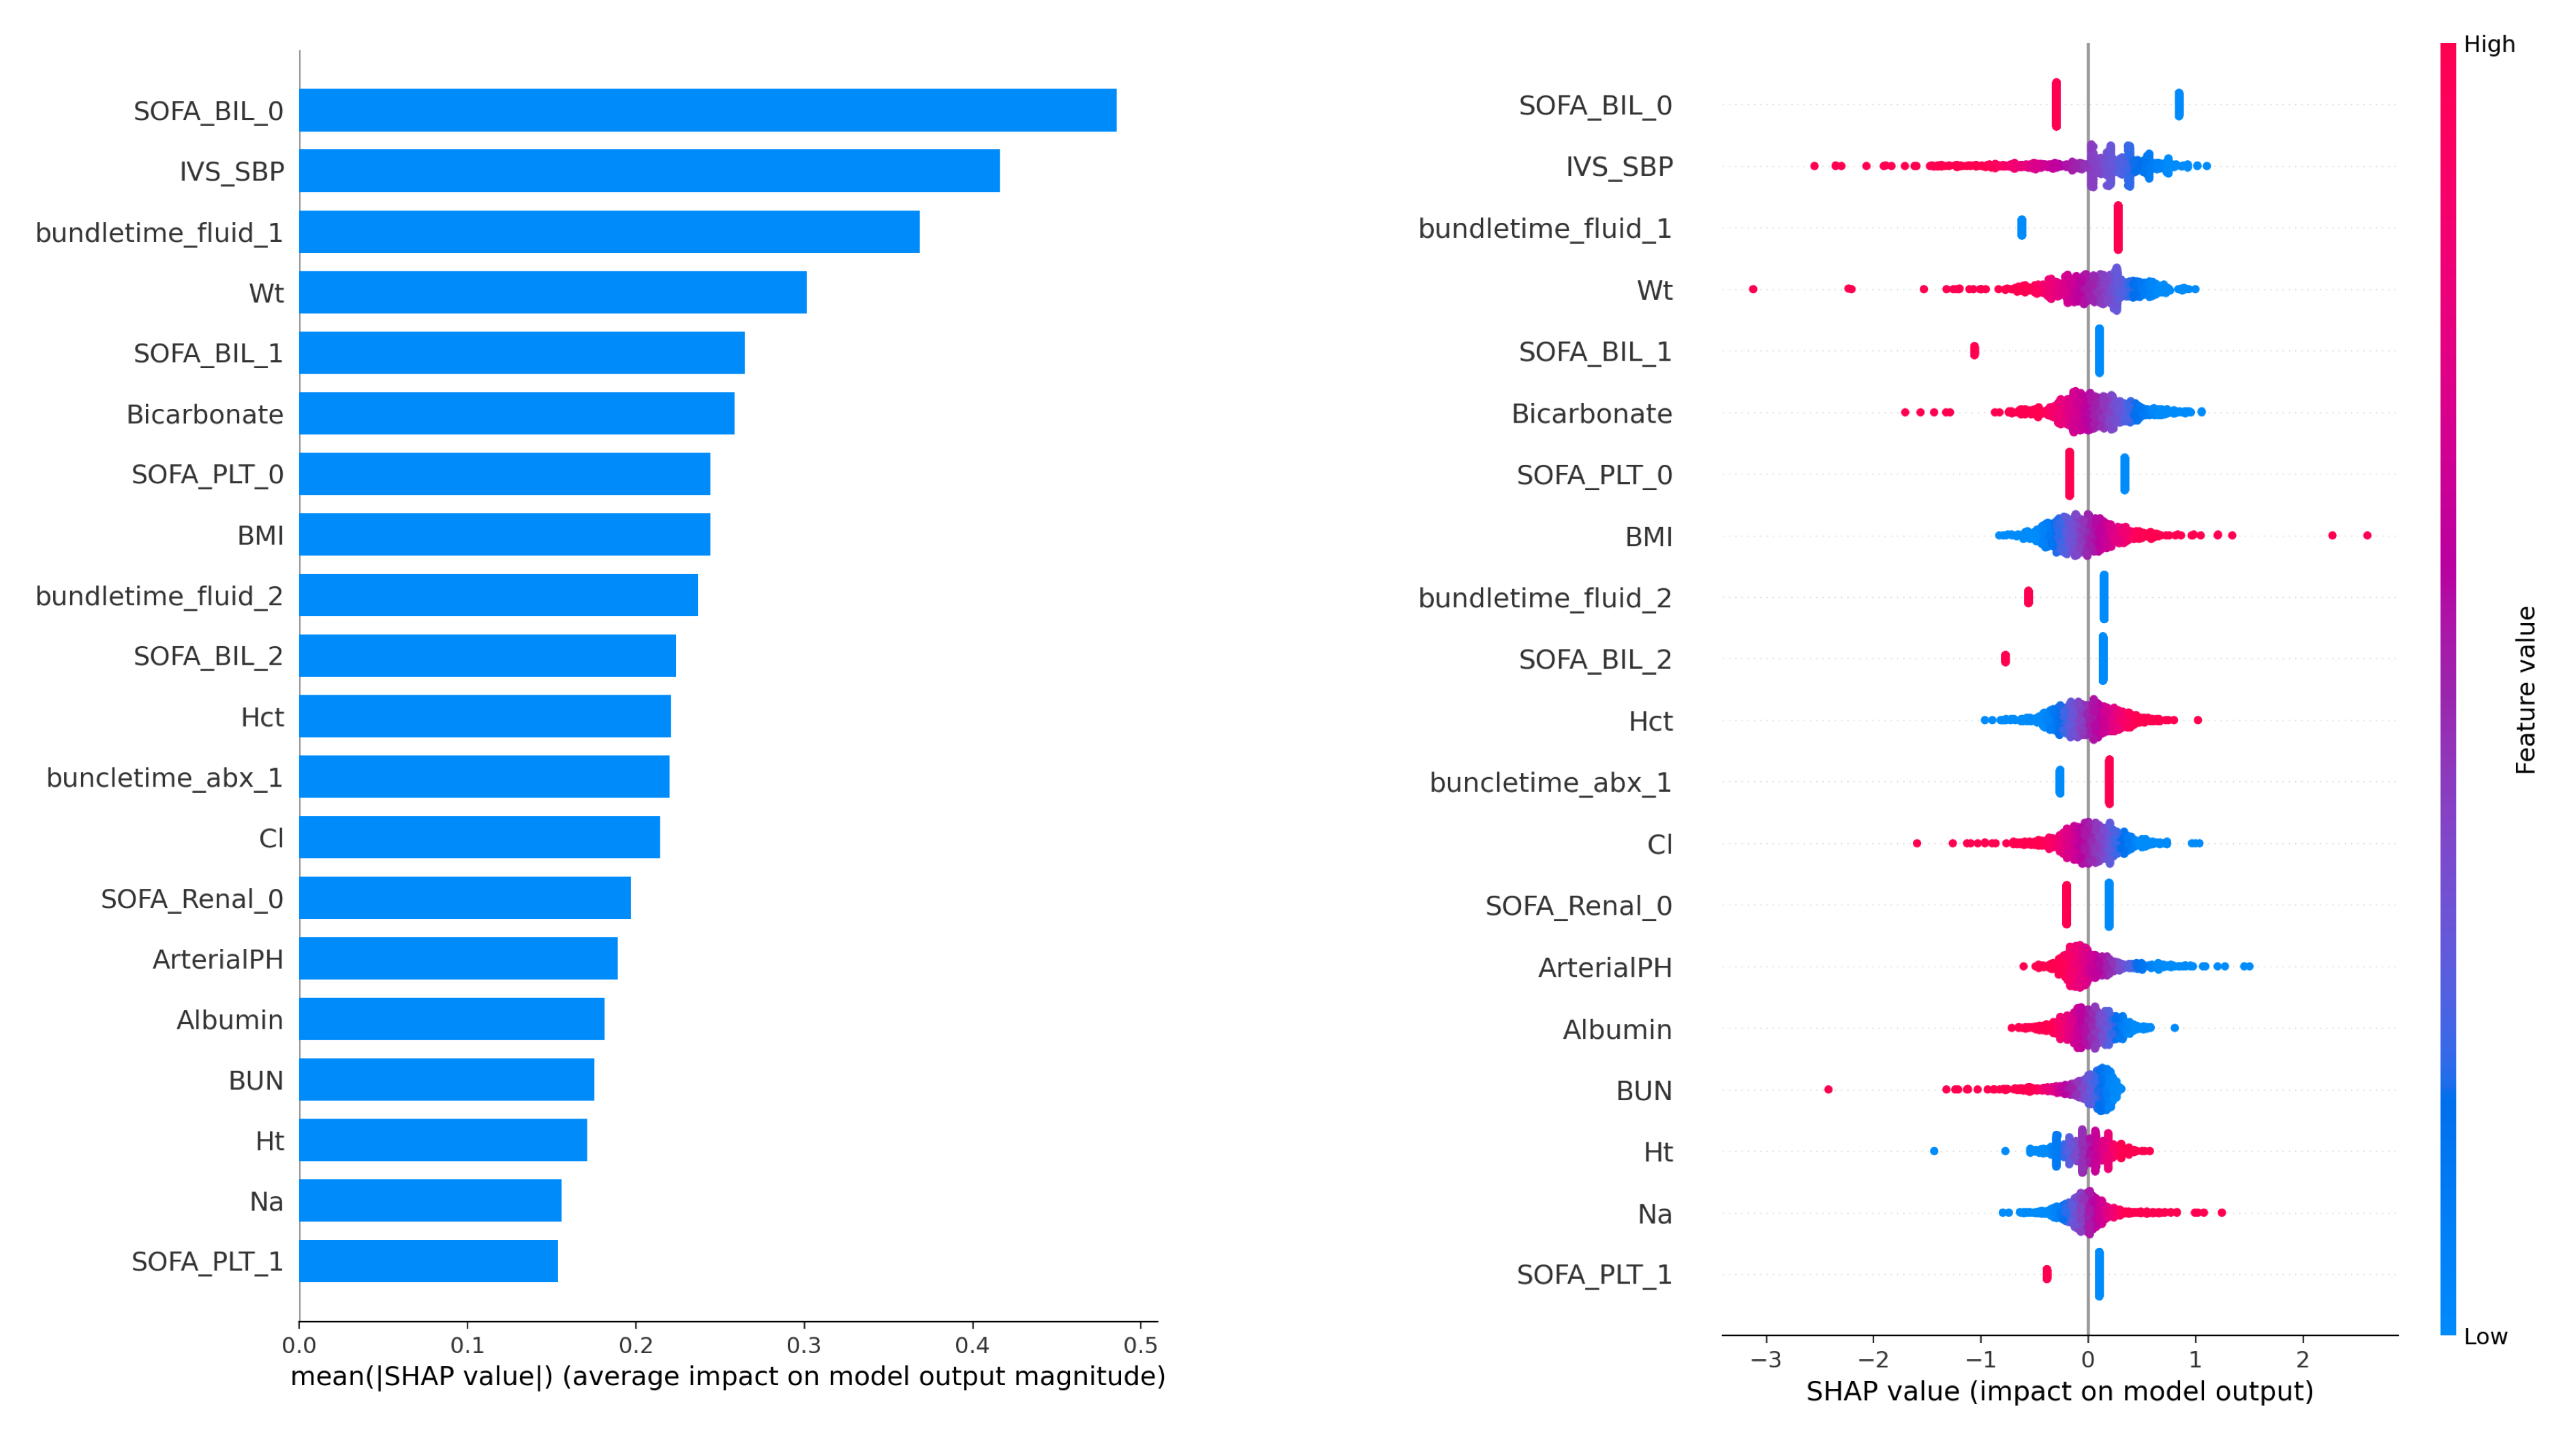 SOFA_BIL_0
IVS_SBP
bundletime_fluid_1
Wt
SOFA_BIL_1
Bicarbonate
SOFA_PLT_0
BMI
bundletime_fluid_2
SOFA_BIL_2
Hct
buncletime_abx_1
Cl
SOFA_Renal_0
ArterialPH
Albumin
BUN
Ht
Na
SOFA_PLT_1
0.0 0.1 0.2 0.3 0.4 0.5
mean(|SHAP value|) (average impact on model output magnitude)
SOFA_BIL_0
IVS_SBP
bundletime_fluid_1
Wt
SOFA_BIL_1
Bicarbonate
SOFA_PLT_0
BMI
bundletime_fluid_2
SOFA_BIL_2
Hct
buncletime_abx_1
Cl
SOFA_Renal_0
ArterialPH
Albumin
BUN
Ht
Na
SOFA_PLT_1
−3 −2 −1 0 1 2
SHAP value (impact on model output)
High
Feature value
Low